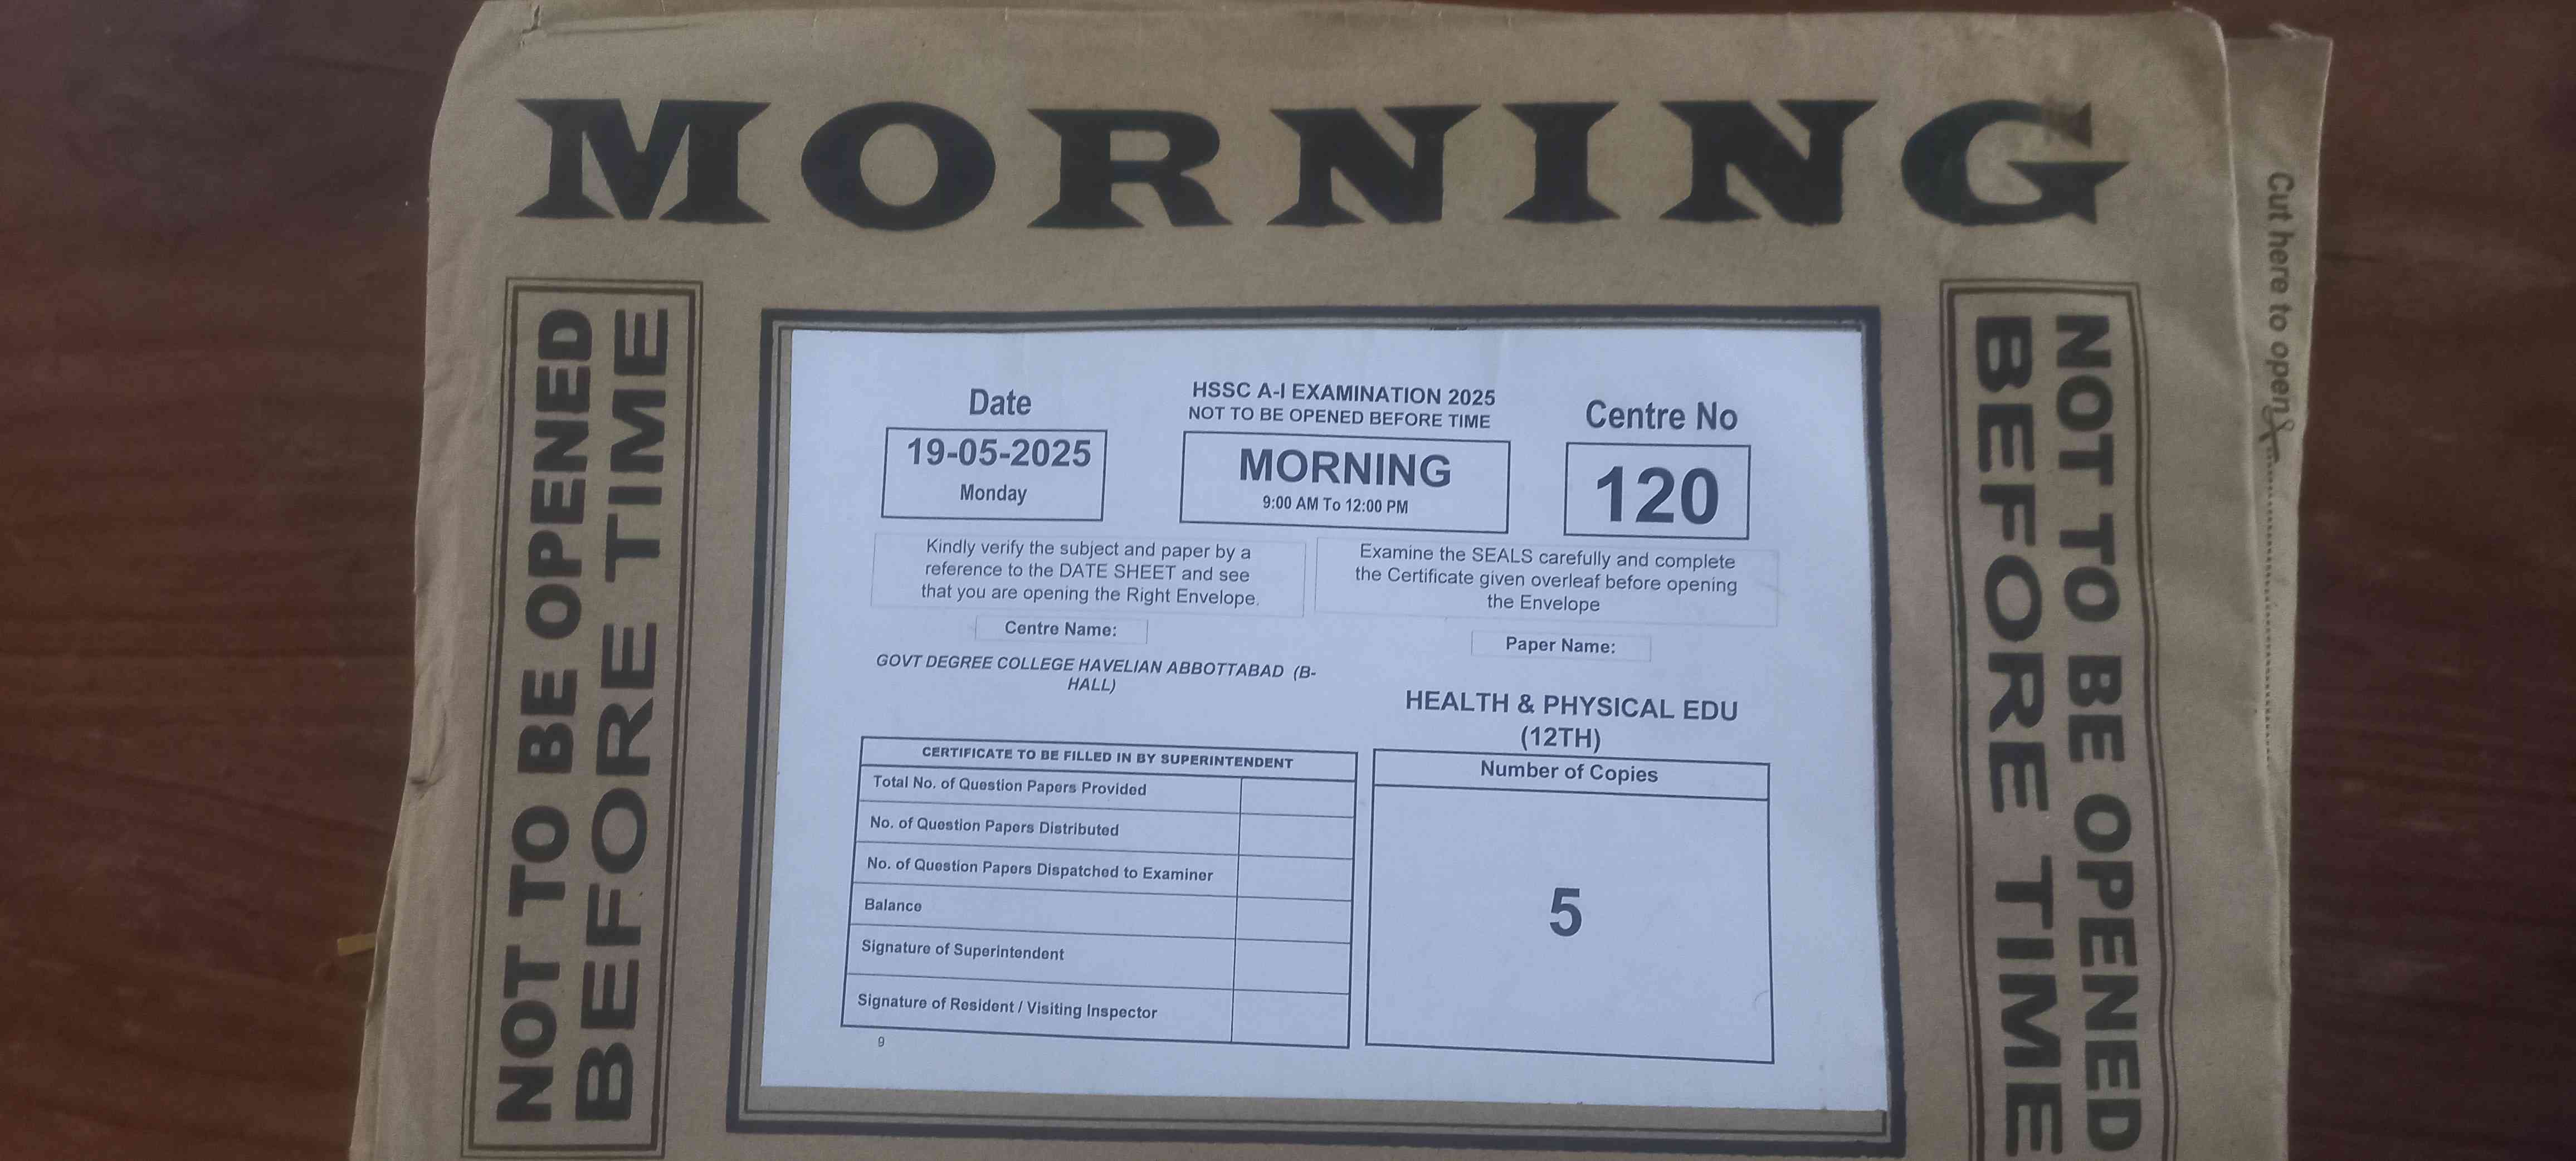 MORNING
NOT TO BE OPENED
BEFORE TIME
Date
19-05-2025
Monday
HSSC A-I EXAMINATION 2025
NOT TO BE OPENED BEFORE TIME
MORNING
9:00 AM To 12:00 PM
Centre No
120
Kindly verify the subject and paper by a
reference to the DATE SHEET and see
that you are opening the Right Envelope.
Examine the SEALS carefully and complete
the Certificate given overleaf before opening
the Envelope
Centre Name:
GOVT DEGREE COLLEGE HAVELIAN ABBOTTABAD (B-
HALL)
Paper Name:
HEALTH & PHYSICAL EDU
(12TH)
CERTIFICATE TO BE FILLED IN BY SUPERINTENDENT
Total No. of Question Papers Provided
No. of Question Papers Distributed
No. of Question Papers Dispatched to Examiner
Balance
Signature of Superintendent
Signature of Resident / Visiting Inspector
9
Number of Copies
5
NOT TO BE OPENED
BEFORE TIME
Cut here to open